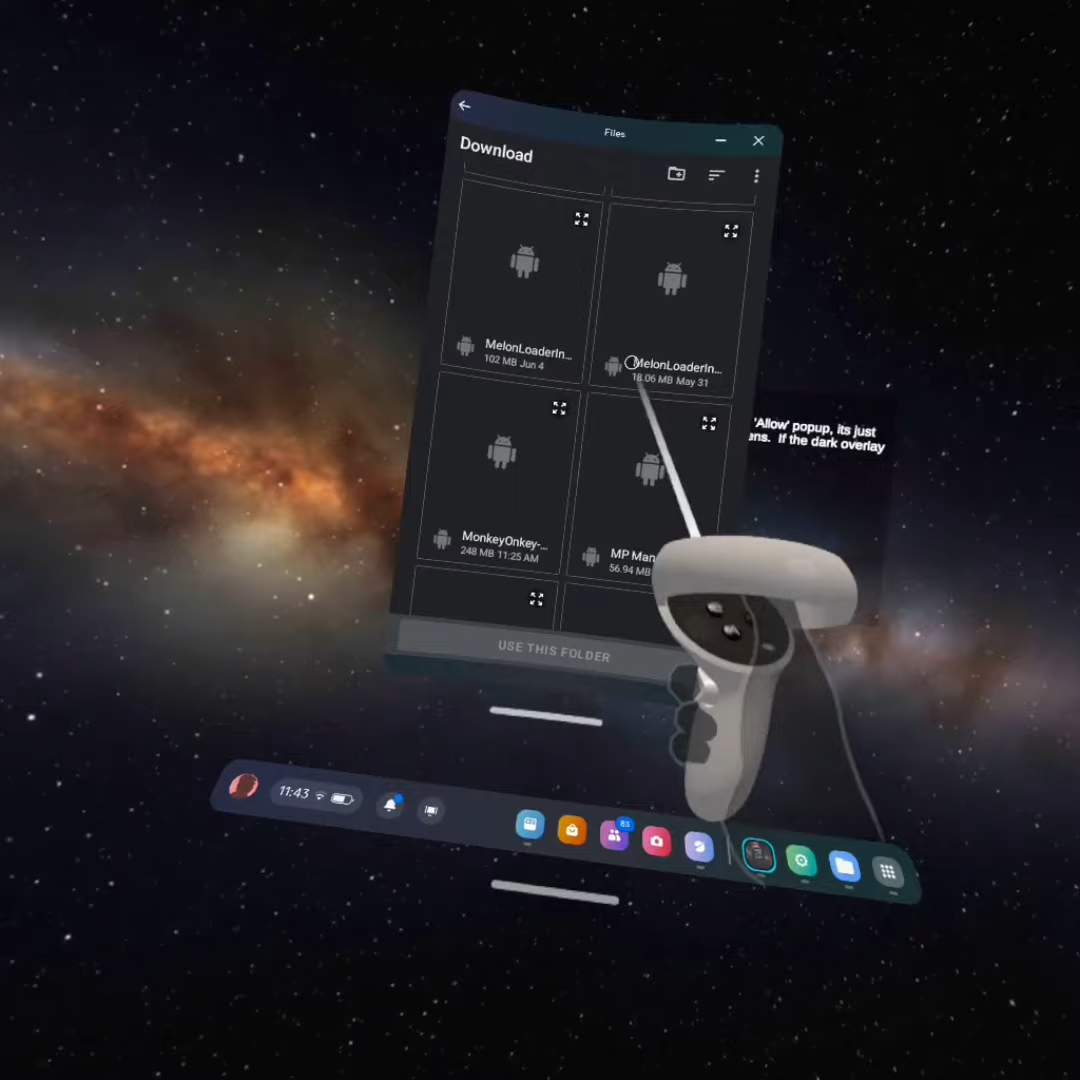 Files
Download
MelonLoaderIn...
102 MB Jun 4
MelonLoaderIn...
18.06 MB May 31
'Allow' popup, its just
ens. If the dark overlay
MonkeyOnkey-...
248 MB 11:25 AM
MP Man
56.94 MB
USE THIS FOLDER
11:43
83